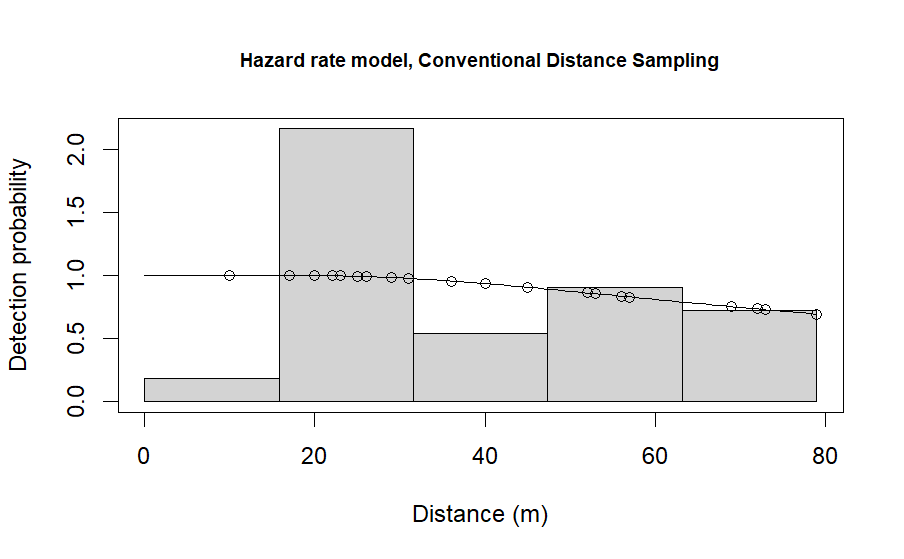 Hazard rate model, Conventional Distance Sampling
Detection probability
2.0
1.5
1.0
0.5
0.0
0 20 40 60 80
Distance (m)